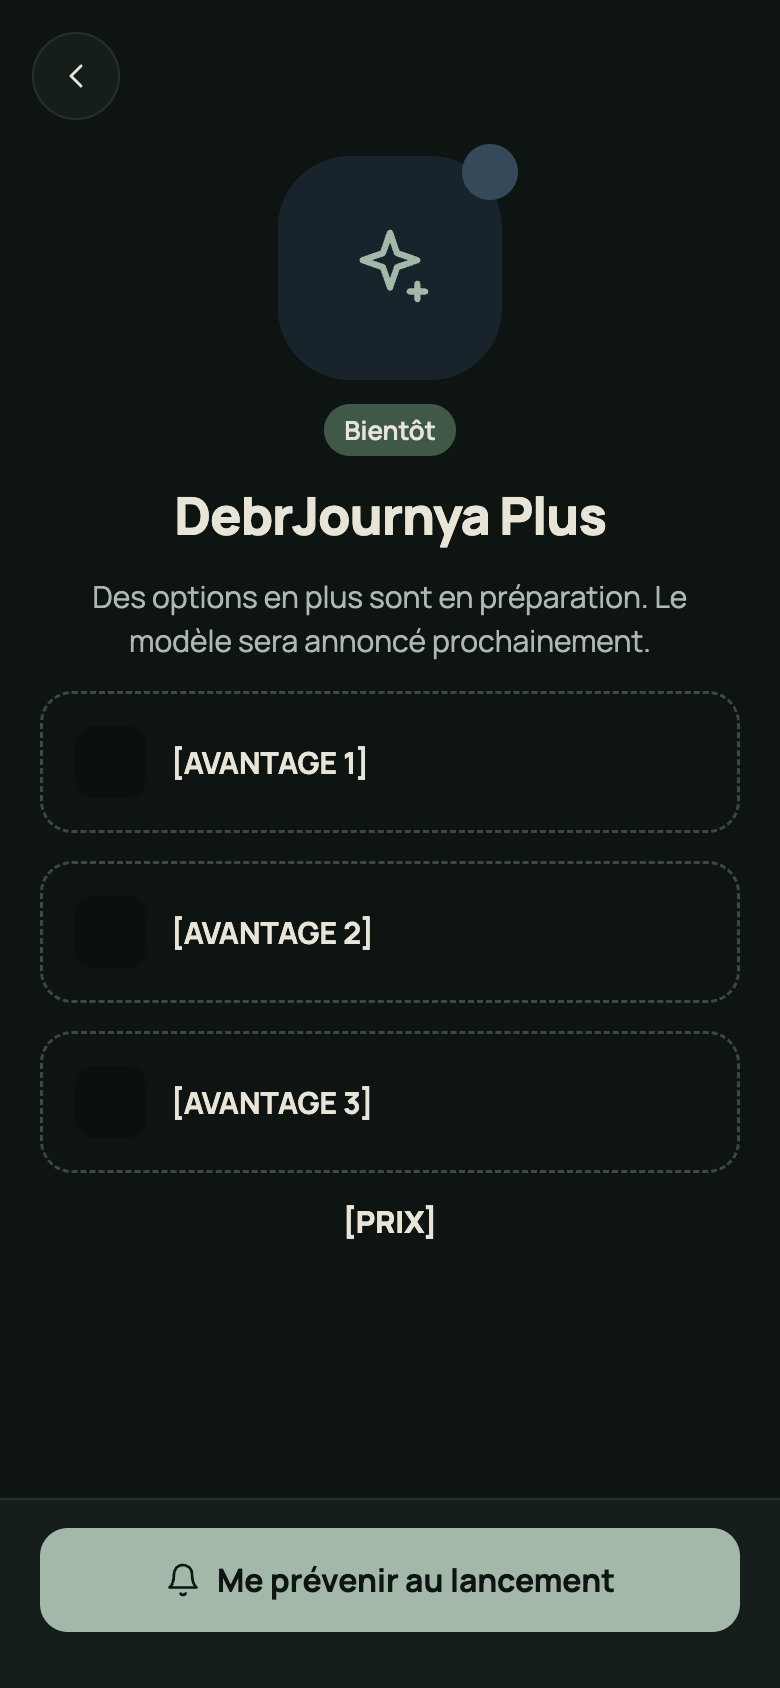 Bientôt
DebrJournya Plus
Des options en plus sont en préparation. Le
modèle sera annoncé prochainement.
[AVANTAGE 1]
[AVANTAGE 2]
[AVANTAGE 3]
[PRIX]
Me prévenir au lancement